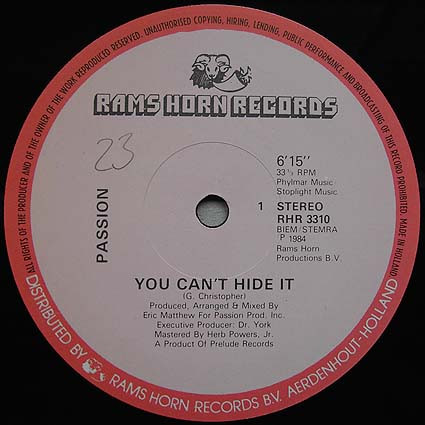 ALL RIGHTS OF THE PRODUCER AND OF THE OWNER OF THE WORK REPRODUCED RESERVED. UNAUTHORISED COPYING, HIRING, LENDING, PUBLIC PERFORMANCE AND BROADCASTING OF THIS RECORD PROHIBITED. MADE IN HOLLAND
RAMS HORN RECORDS
23
PASSION
6'15''
33 1/3 RPM
Phylmar Music
Stoplight Music
1 STEREO
RHR 3310
BIEM/STEMRA
P 1984
Rams Horn
Productions B.V.
YOU CAN'T HIDE IT
(G. Christopher)
Produced, Arranged & Mixed By
Eric Matthew For Passion Prod. Inc.
Executive Producer: Dr. York
Mastered By Herb Powers, Jr.
A Product Of Prelude Records
DISTRIBUTED BY RAMS HORN RECORDS B.V. AERDENHOUT-HOLLAND